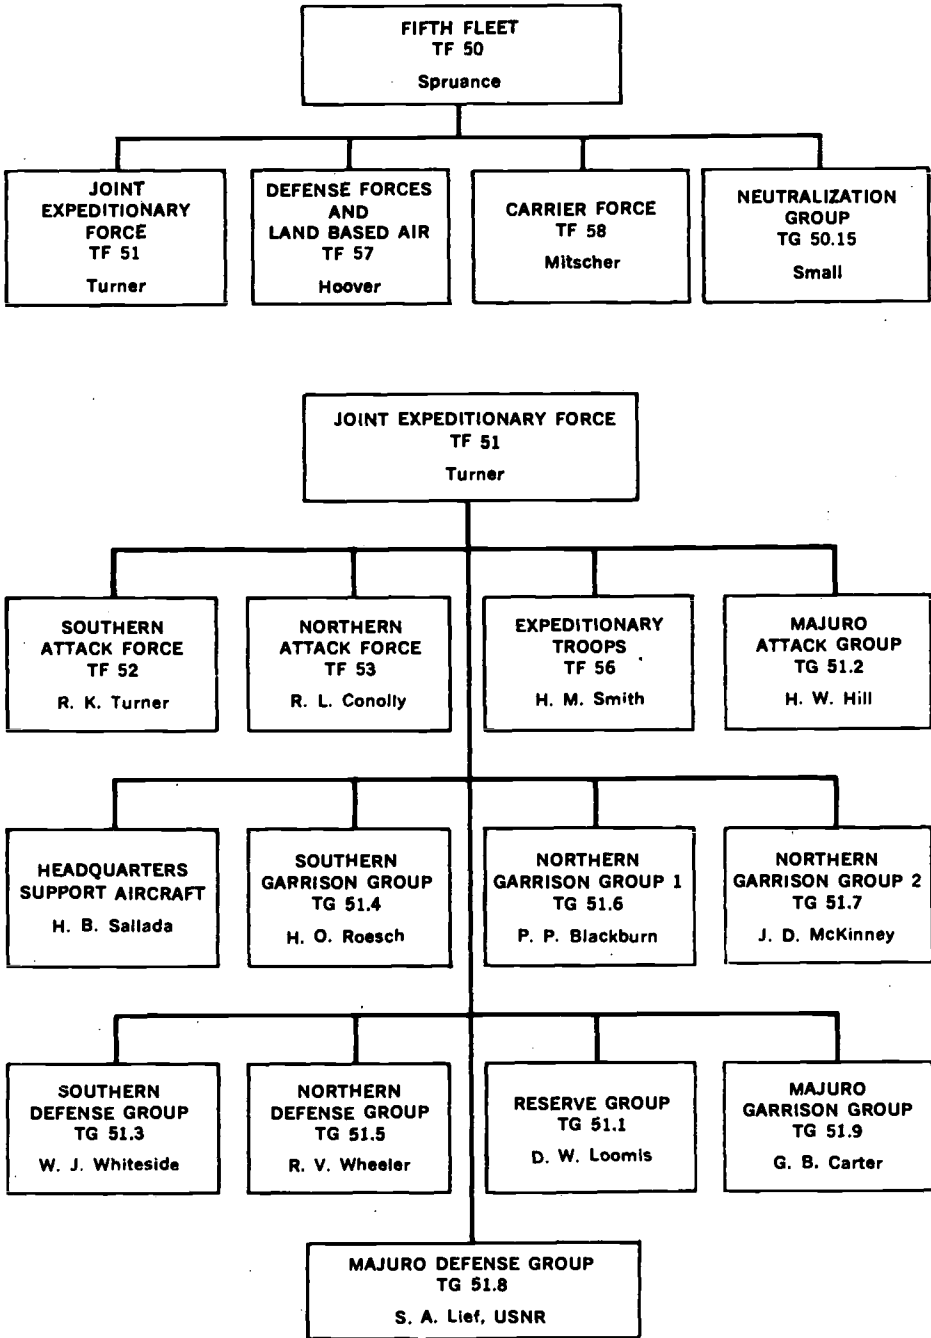 FIFTH FLEET
TF 50
Spruance
JOINT
EXPEDITIONARY
FORCE
TF 51
Turner
DEFENSE FORCES
AND
LAND BASED AIR
TF 57
Hoover
CARRIER FORCE
TF 58
Mitscher
NEUTRALIZATION
GROUP
TG 50.15
Small
JOINT EXPEDITIONARY FORCE
TF 51
Turner
SOUTHERN
ATTACK FORCE
TF 52
R. K. Turner
NORTHERN
ATTACK FORCE
TF 53
R. L. Conolly
EXPEDITIONARY
TROOPS
TF 56
H. M. Smith
MAJURO
ATTACK GROUP
TG 51.2
H. W. Hill
HEADQUARTERS
SUPPORT AIRCRAFT
H. B. Sallada
SOUTHERN
GARRISON GROUP
TG 51.4
H. O. Roesch
NORTHERN
GARRISON GROUP 1
TG 51.6
P. P. Blackburn
NORTHERN
GARRISON GROUP 2
TG 51.7
J. D. McKinney
SOUTHERN
DEFENSE GROUP
TG 51.3
W. J. Whiteside
NORTHERN
DEFENSE GROUP
TG 51.5
R. V. Wheeler
RESERVE GROUP
TG 51.1
D. W. Loomis
MAJURO
GARRISON GROUP
TG 51.9
G. B. Carter
MAJURO DEFENSE GROUP
TG 51.8
S. A. Lief, USNR